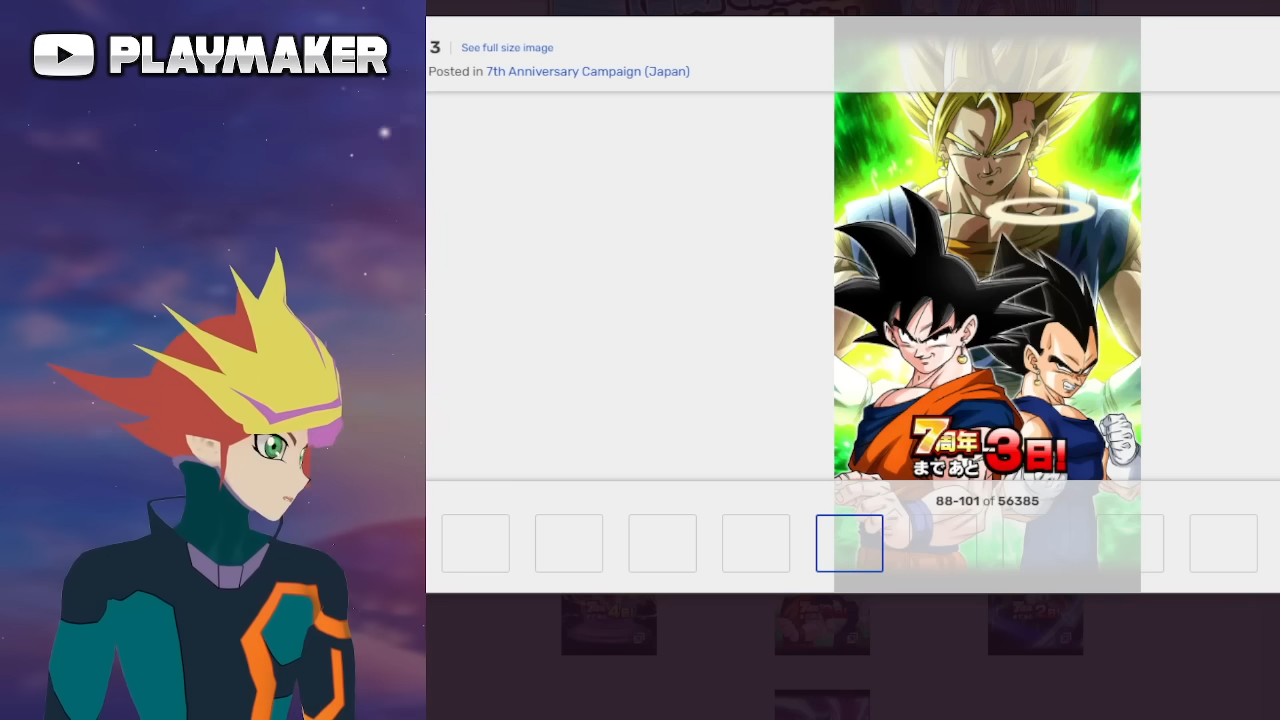 PLAYMAKER
3 | See full size image
Posted in 7th Anniversary Campaign (Japan)
7周年
まであと3日!
88-101 of 56385